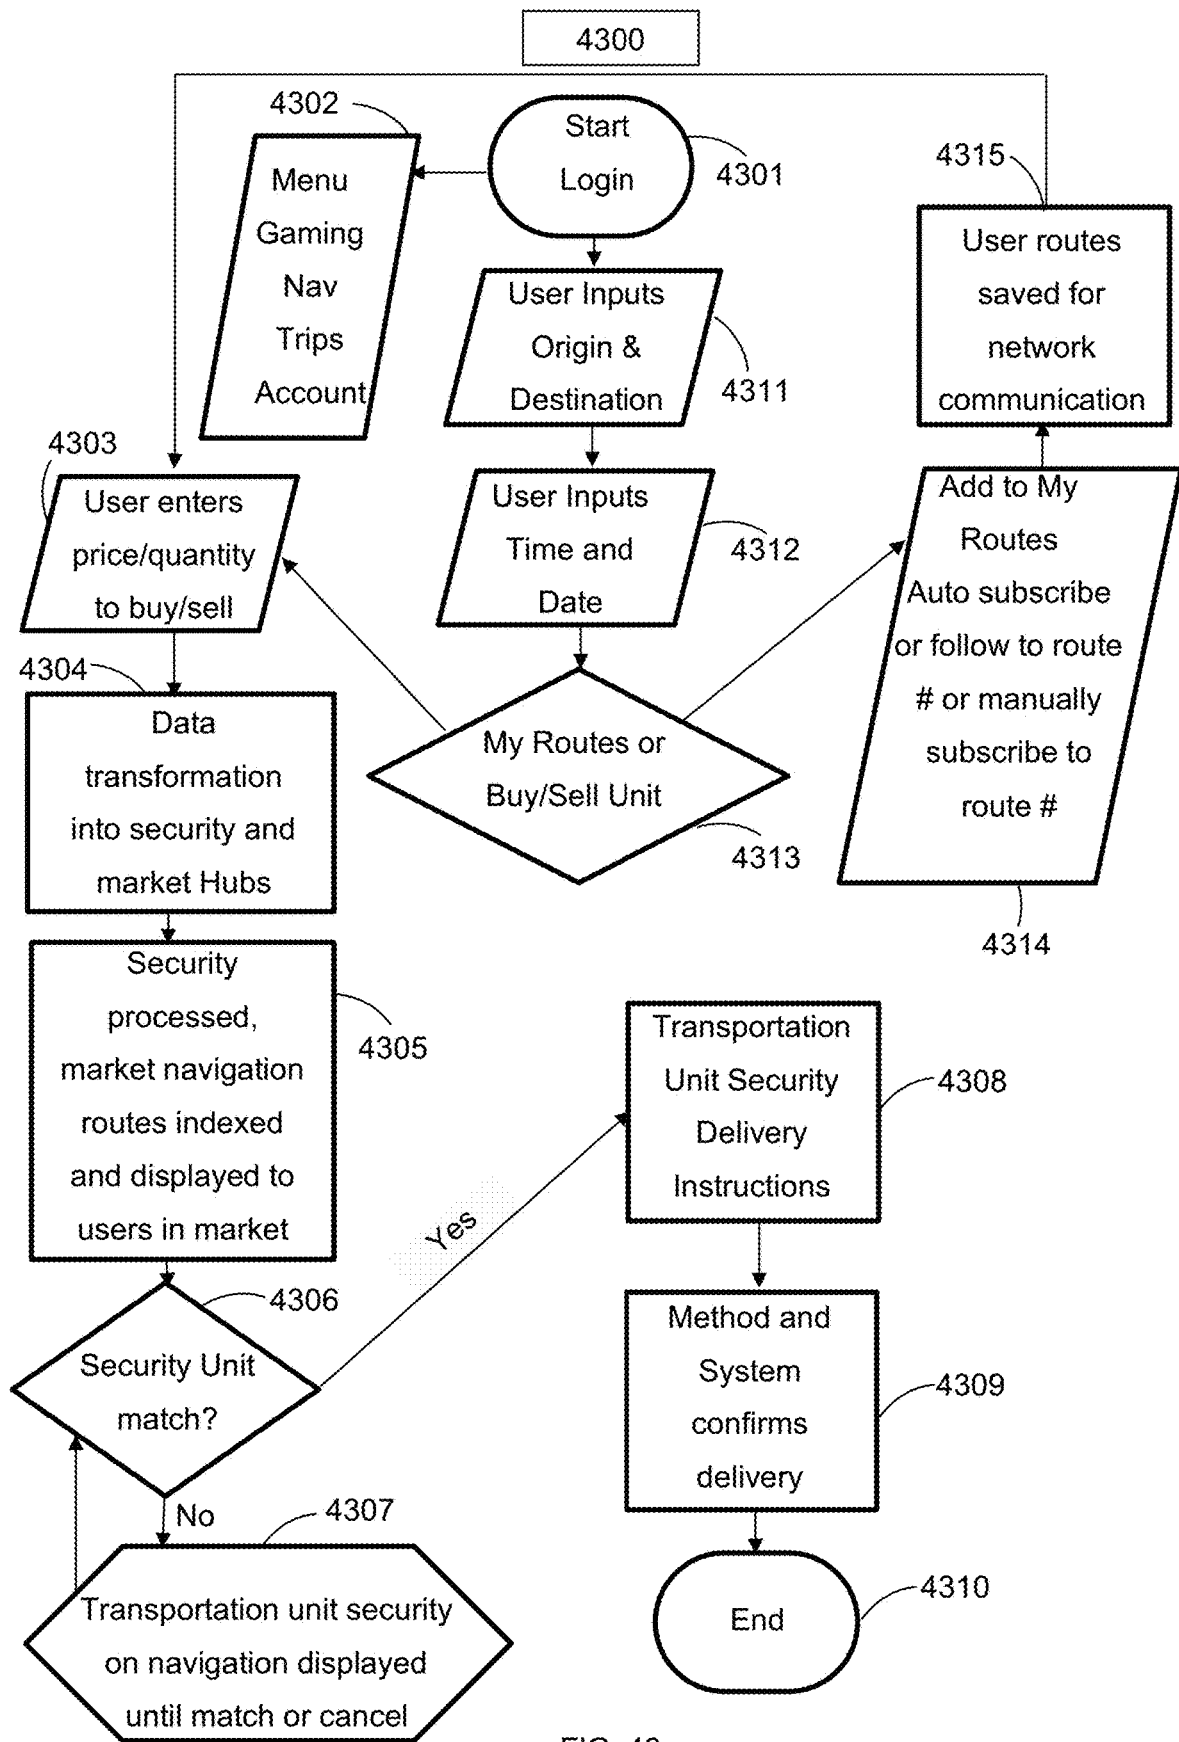 4300
4302
Start
Login
4301
4315
Menu
Gaming
Nav
Trips
Account
User Inputs
Origin &
Destination
4311
User routes
saved for
network
communication
4303
User enters
price/quantity
to buy/sell
User Inputs
Time and
Date
4312
Add to My
Routes
Auto subscribe
or follow to route
# or manually
subscribe to
route #
4314
4304
Data
transformation
into security and
market Hubs
My Routes or
Buy/Sell Unit
4313
Security
processed,
market navigation
routes indexed
and displayed to
users in market
4305
Transportation
Unit Security
Delivery
Instructions
4308
Yes
4306
Security Unit
match?
No
Method and
System
confirms
delivery
4309
4307
Transportation unit security
on navigation displayed
until match or cancel
End
4310